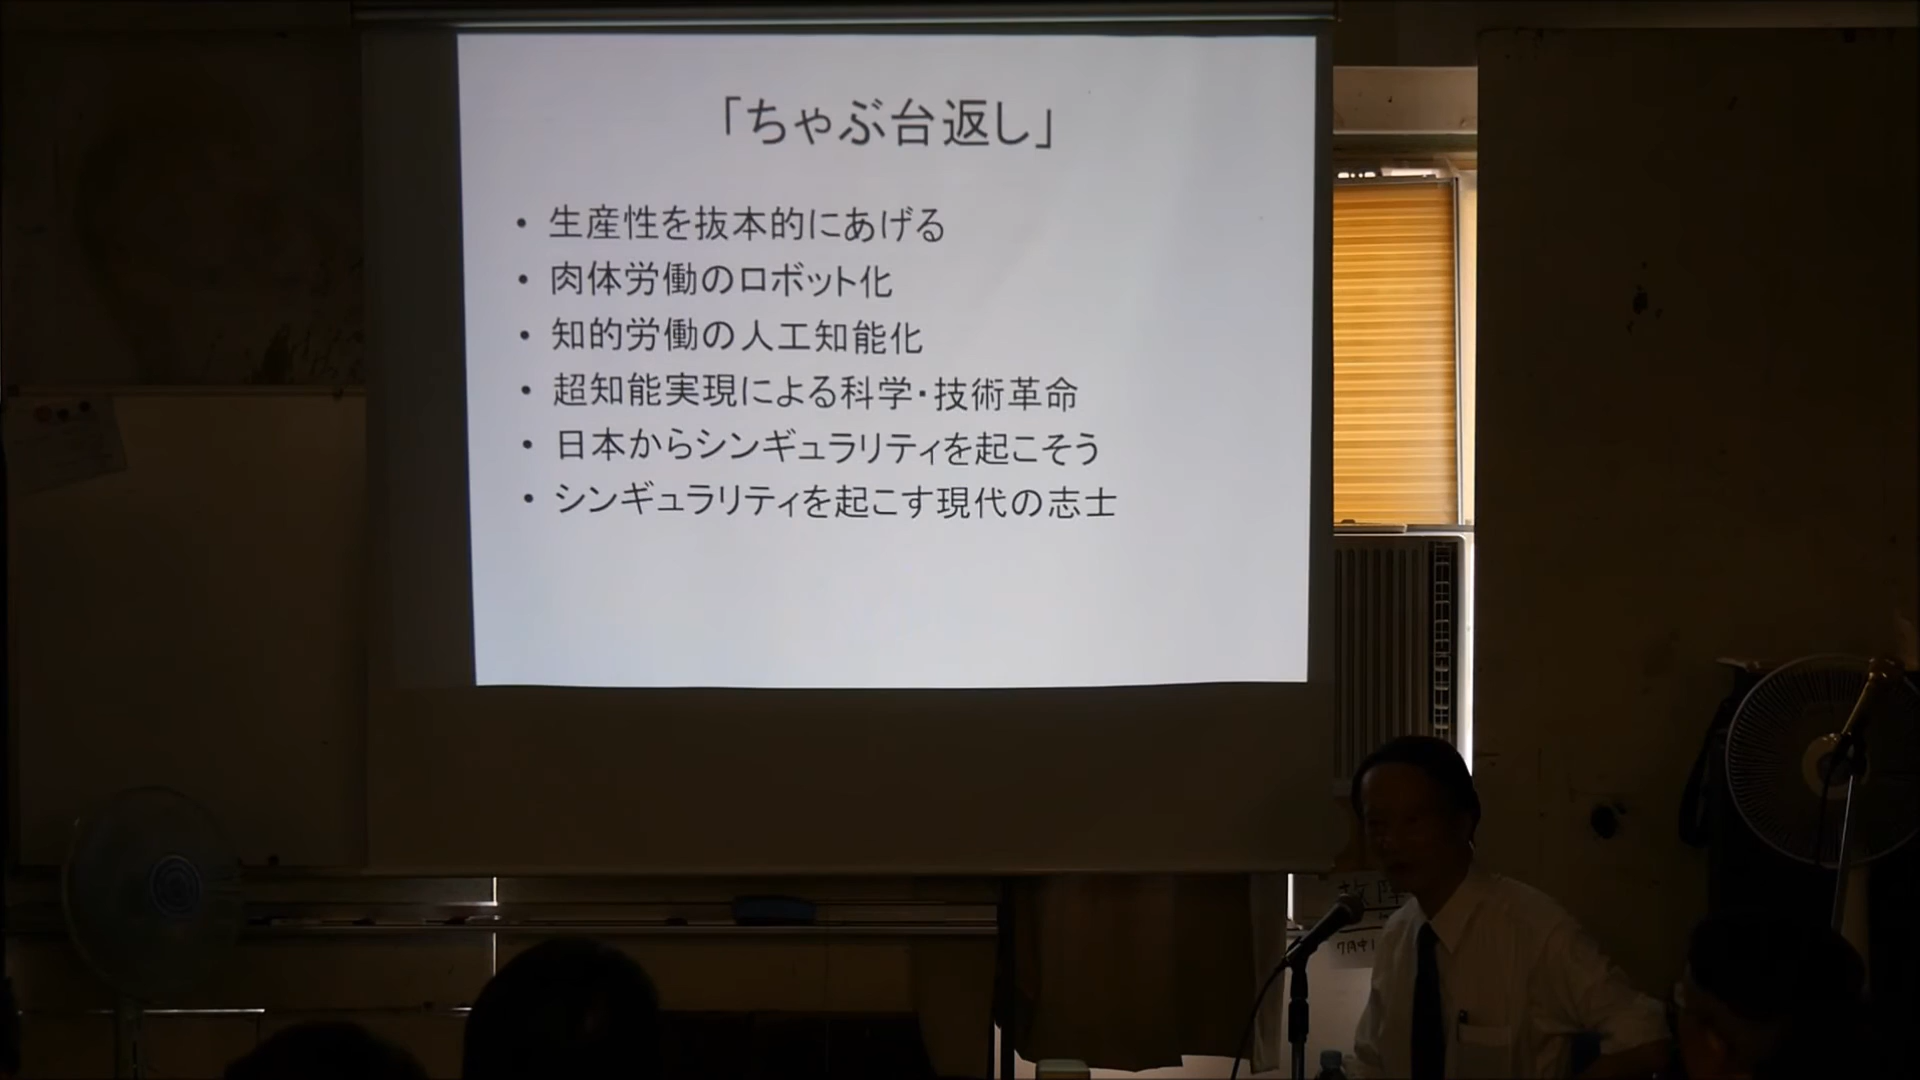 「ちゃぶ台返し」
• 生産性を抜本的にあげる
• 肉体労働のロボット化
• 知的労働の人工知能化
• 超知能実現による科学・技術革命
• 日本からシンギュラリティを起こそう
• シンギュラリティを起こす現代の志士